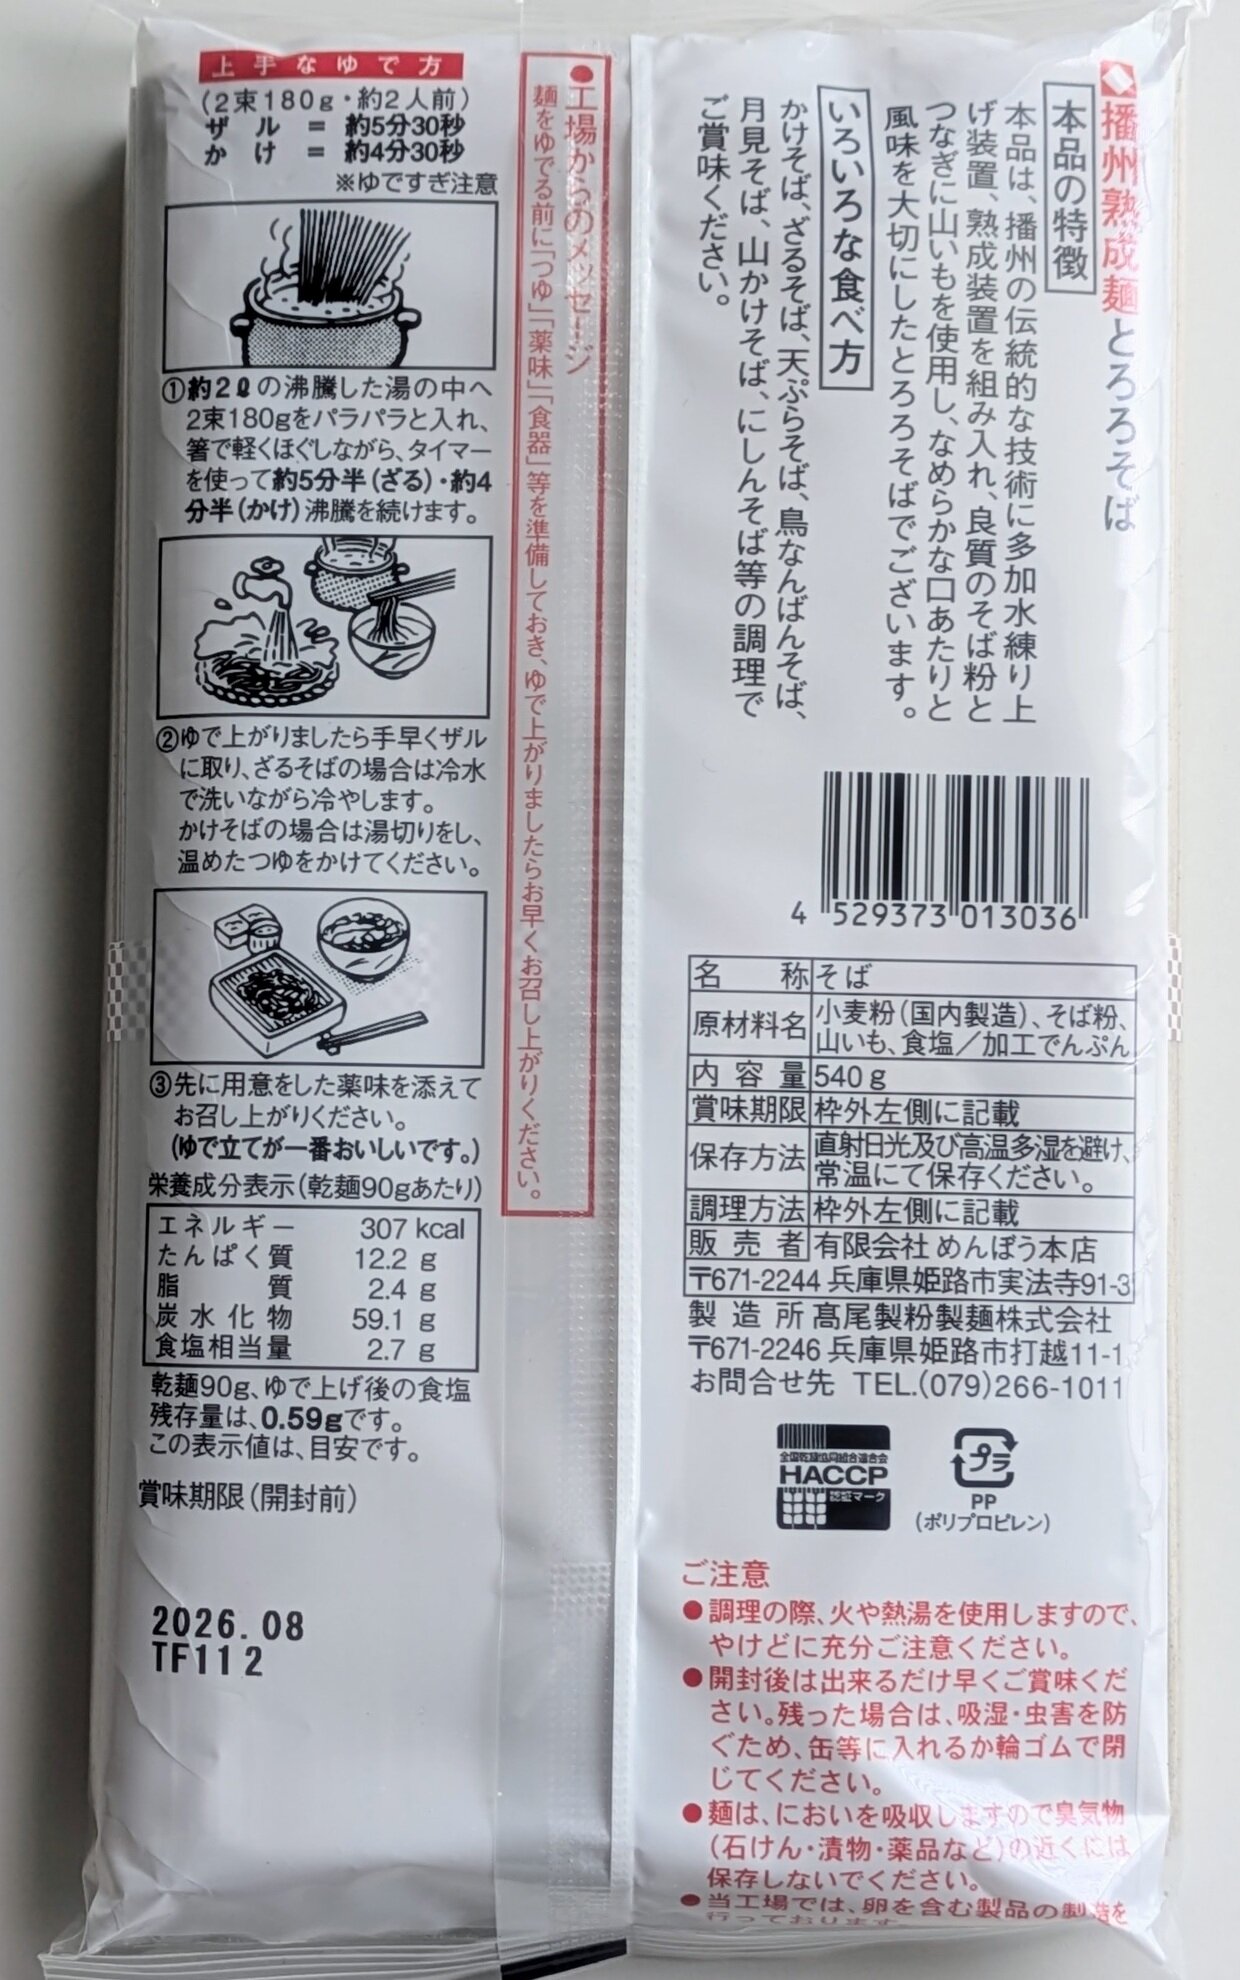 播州熟成麺とろろそば
本品の特徴
本品は、播州の伝統的な技術に多加水練り上
げ装置、熟成装置を組み入れ、良質のそば粉と
つなぎに山いもを使用し、なめらかな口あたりと
風味を大切にしたとろろそばでございます。
いろいろな食べ方
かけそば、ざるそば、天ぷらそば、鳥なんばんそば、
月見そば、山かけそば、にしんそば等の調理で
ご賞味ください。
●工場からのメッセージ
麺をゆでる前に「つゆ」「薬味」「食器」等を準備しておき、ゆで上がりましたらお早くお召し上がりください。
上手なゆで方
(2束180g・約2人前)
ザル = 約5分30秒
かけ = 約4分30秒
※ゆですぎ注意
①約2ℓの沸騰した湯の中へ
2束180gをパラパラと入れ、
箸で軽くほぐしながら、タイマー
を使って約5分半(ざる)・約4
分半(かけ)沸騰を続けます。
②ゆで上がりましたら手早くザル
に取り、ざるそばの場合は冷水
で洗いながら冷やします。
かけそばの場合は湯切りをし、
温めたつゆをかけてください。
③先に用意をした薬味を添えて
お召し上がりください。
(ゆで立てが一番おいしいです。)
栄養成分表示(乾麺90gあたり)
エネルギー 307 kcal
たんぱく質 12.2 g
脂質 2.4 g
炭水化物 59.1 g
食塩相当量 2.7 g
乾麺90g、ゆで上げ後の食塩
残存量は、0.59gです。
この表示値は、目安です。
賞味期限(開封前)
2026.08
TF112
4 529373 013036
名称 そば
原材料名 小麦粉(国内製造)、そば粉、
山いも、食塩/加工でんぷん
内容量 540g
賞味期限 枠外左側に記載
保存方法 直射日光及び高温多湿を避け、
常温にて保存ください。
調理方法 枠外左側に記載
販売者 有限会社 めんぼう本店
〒671-2244 兵庫県姫路市実法寺91-3
製造所 髙尾製粉製麺株式会社
〒671-2246 兵庫県姫路市打越11-1
お問合せ先 TEL.(079)266-1011
全国乾麺協同組合連合会
HACCP
認証マーク
プラ
PP
(ポリプロピレン)
ご注意
●調理の際、火や熱湯を使用しますので、
やけどに充分ご注意ください。
●開封後は出来るだけ早くご賞味くだ
さい。残った場合は、吸湿・虫害を防
ぐため、缶等に入れるか輪ゴムで閉
じてください。
●麺は、においを吸収しますので臭気物
(石けん・漬物・薬品など)の近くには
保存しないでください。
●当工場では、卵を含む製品の製造を
行っております